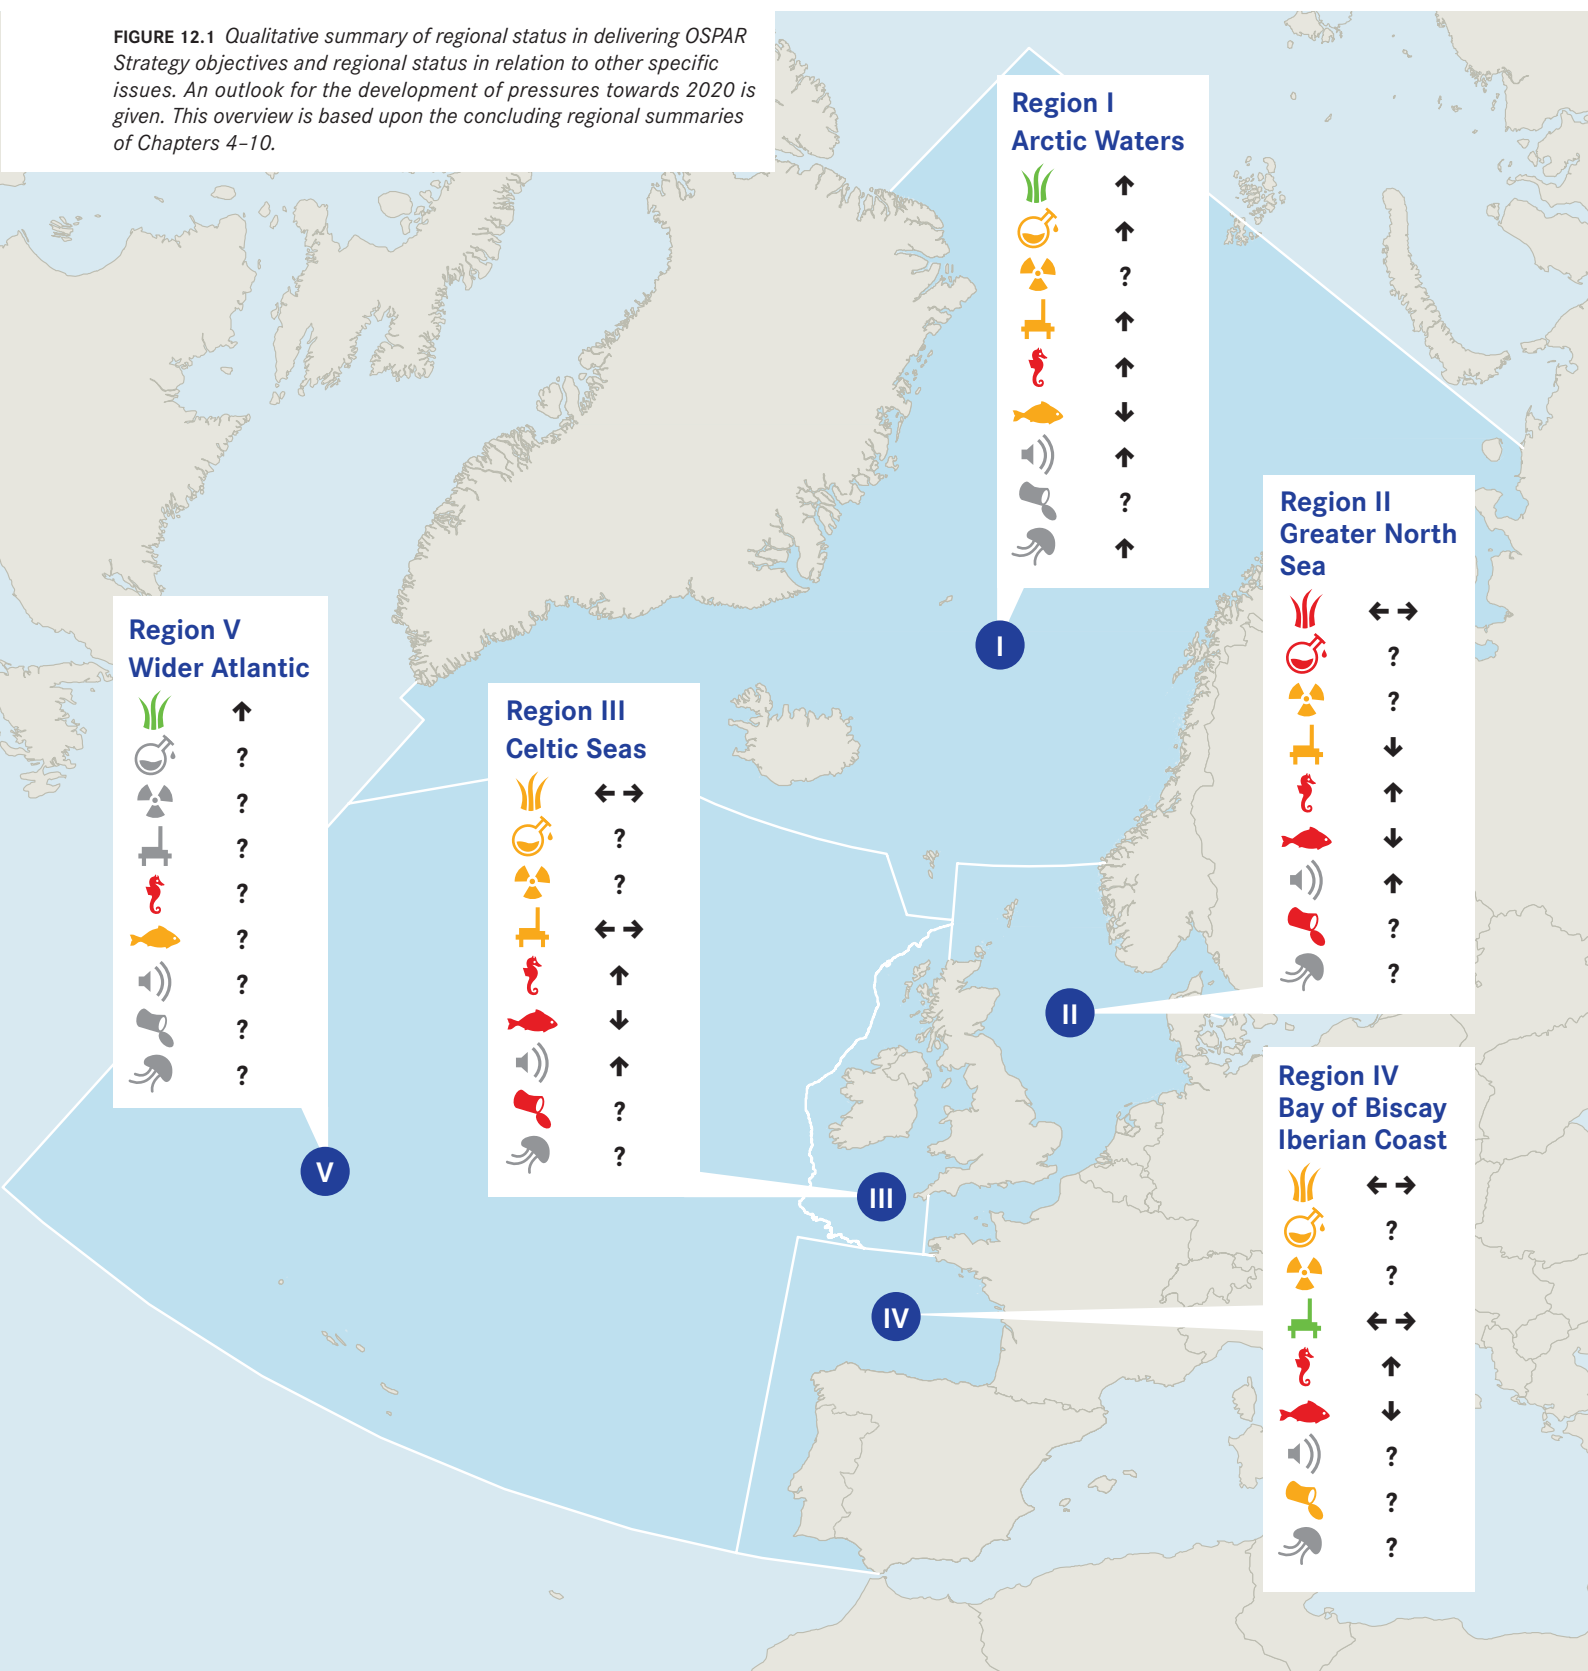 FIGURE 12.1 Qualitative summary of regional status in delivering OSPAR
Strategy objectives and regional status in relation to other specific
issues. An outlook for the development of pressures towards 2020 is
given. This overview is based upon the concluding regional summaries
of Chapters 4–10.
Region I
Arctic Waters
↑
↑
?
↑
↑
↓
↑
?
↑
I
Region II
Greater North
Sea
← →
?
?
↓
↑
↓
↑
?
?
II
Region V
Wider Atlantic
↑
?
?
?
?
?
?
?
?
V
Region III
Celtic Seas
← →
?
?
← →
↑
↓
↑
?
?
III
Region IV
Bay of Biscay
Iberian Coast
← →
?
?
← →
↑
↓
?
?
?
IV